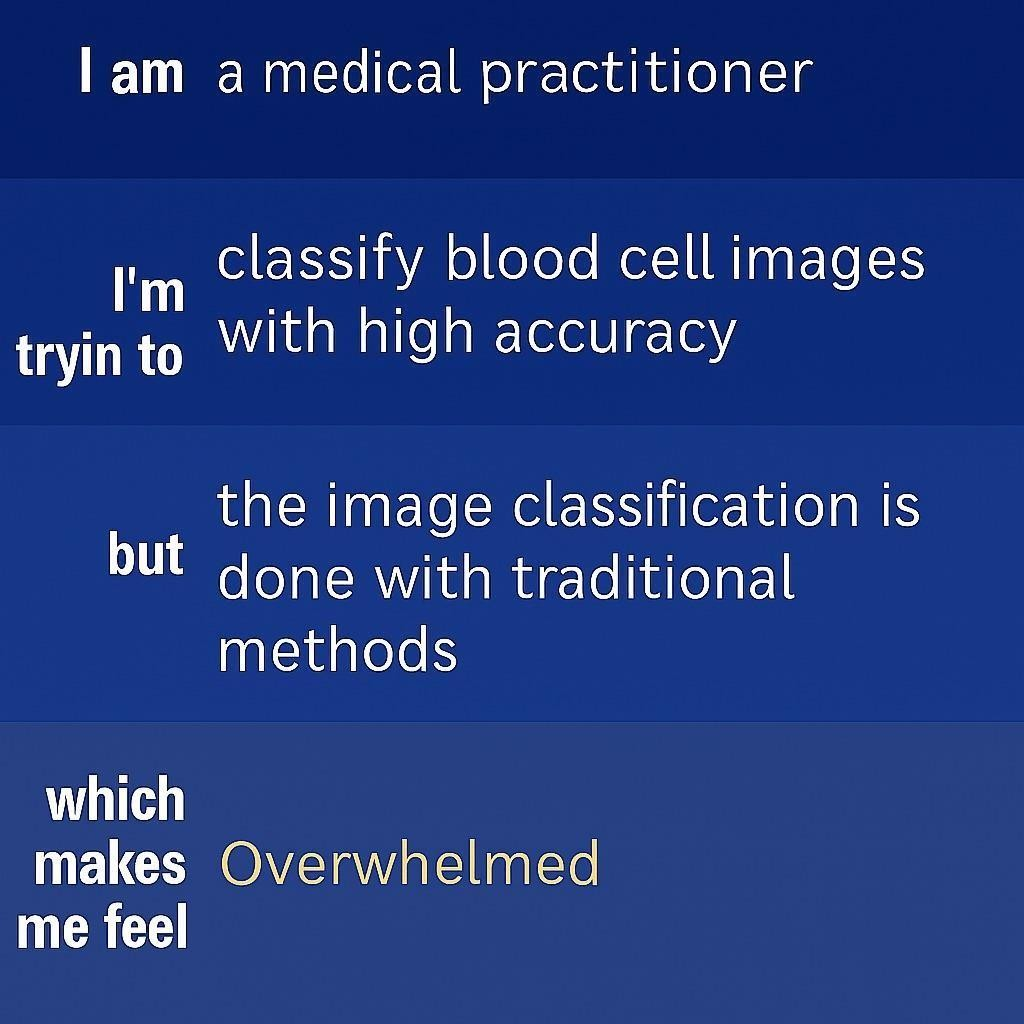 I am a medical practitioner
I'm
tryin to
classify blood cell images
with high accuracy
but
the image classification is
done with traditional
methods
which
makes
me feel
Overwhelmed